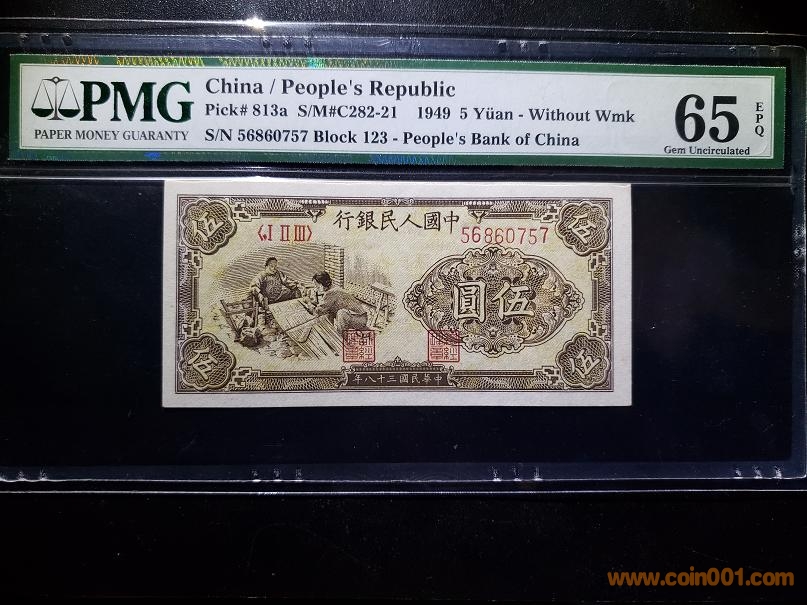 PMG
PAPER MONEY GUARANTY
China / People's Republic
Pick# 813a S/M#C282-21 1949 5 Yüan - Without Wmk
S/N 56860757 Block 123 - People's Bank of China
65 EPQ
Gem Uncirculated
行銀民人國中
〈I II III〉 56860757
伍 伍
圓伍
伍 伍
年八十三國民華中
www.coin001.com